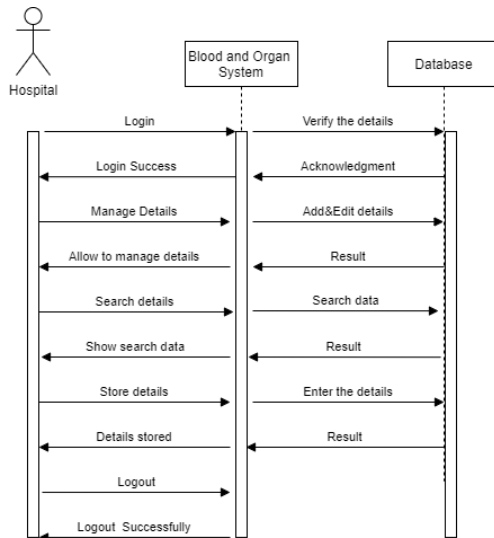 Hospital
Blood and Organ
System
Database
Login
Verify the details
Login Success
Acknowledgment
Manage Details
Add&Edit details
Allow to manage details
Result
Search details
Search data
Show search data
Result
Store details
Enter the details
Details stored
Result
Logout
Logout Successfully